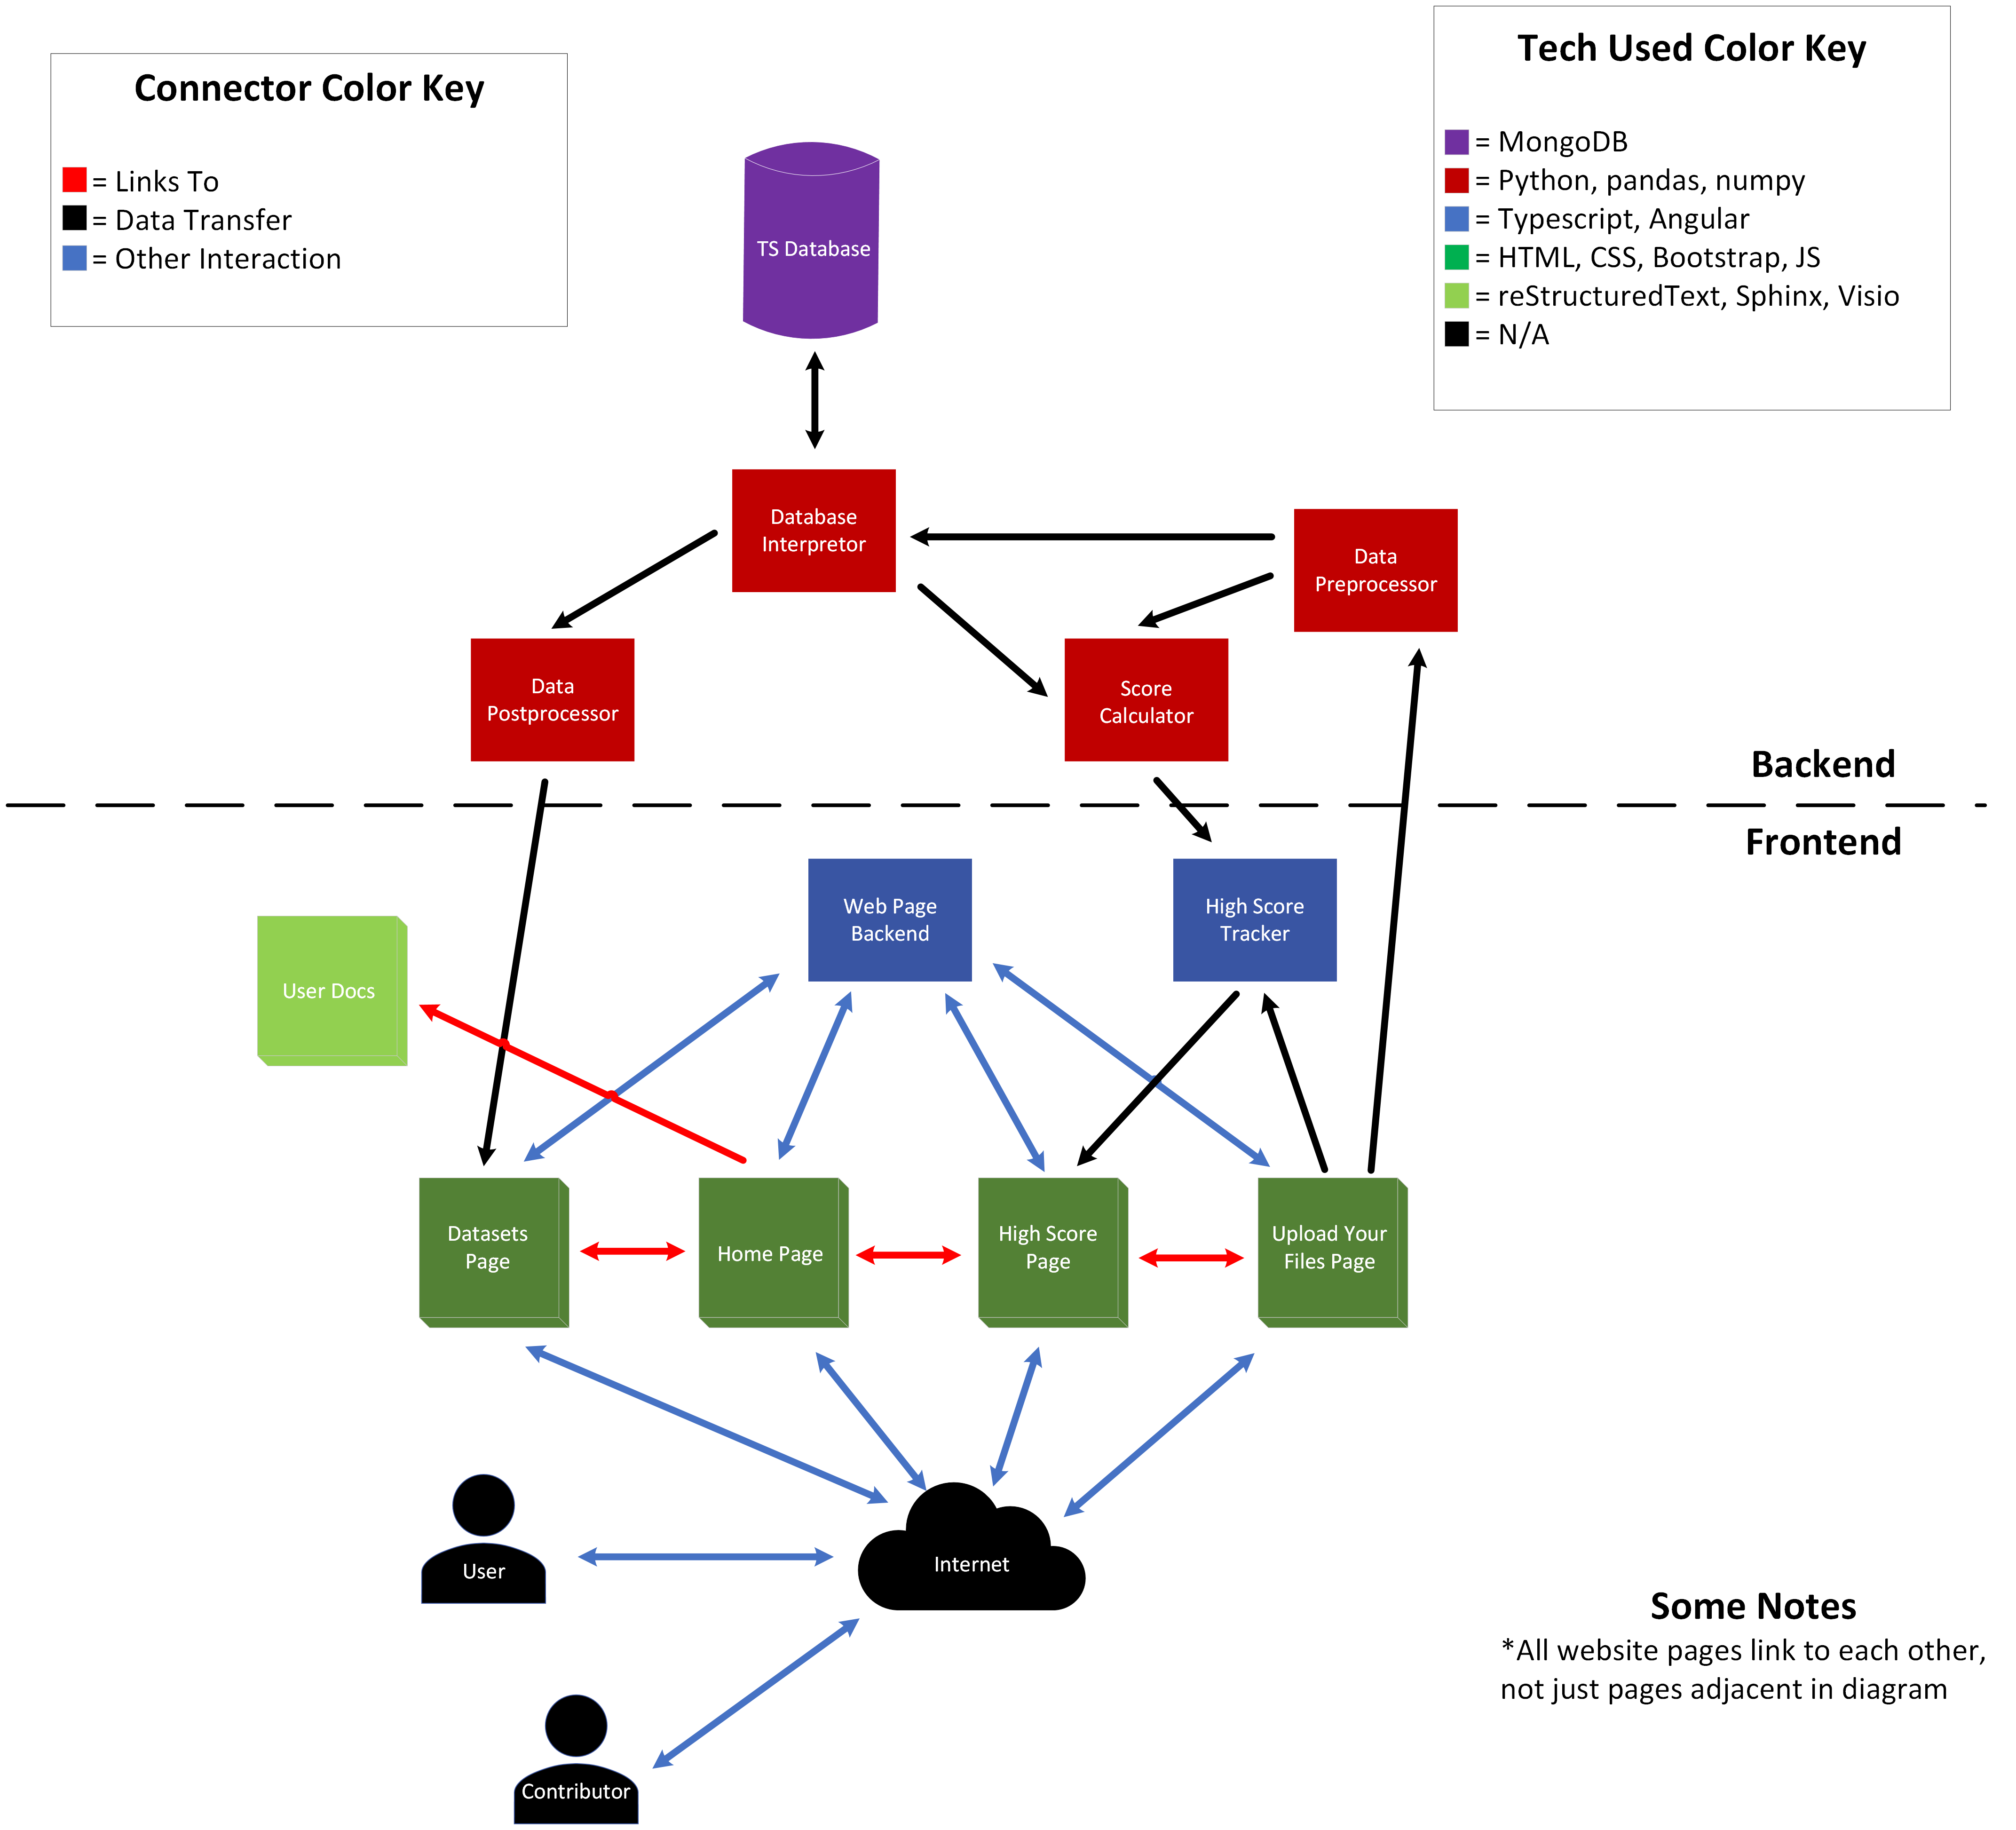 Connector Color Key
= Links To
= Data Transfer
= Other Interaction
Tech Used Color Key
= MongoDB
= Python, pandas, numpy
= Typescript, Angular
= HTML, CSS, Bootstrap, JS
= reStructuredText, Sphinx, Visio
= N/A
TS Database
Database
Interpretor
Data
Preprocessor
Data
Postprocessor
Score
Calculator
Backend
Frontend
Web Page
Backend
High Score
Tracker
User Docs
Datasets
Page
Home Page
High Score
Page
Upload Your
Files Page
User
Internet
Contributor
Some Notes
*All website pages link to each other,
not just pages adjacent in diagram